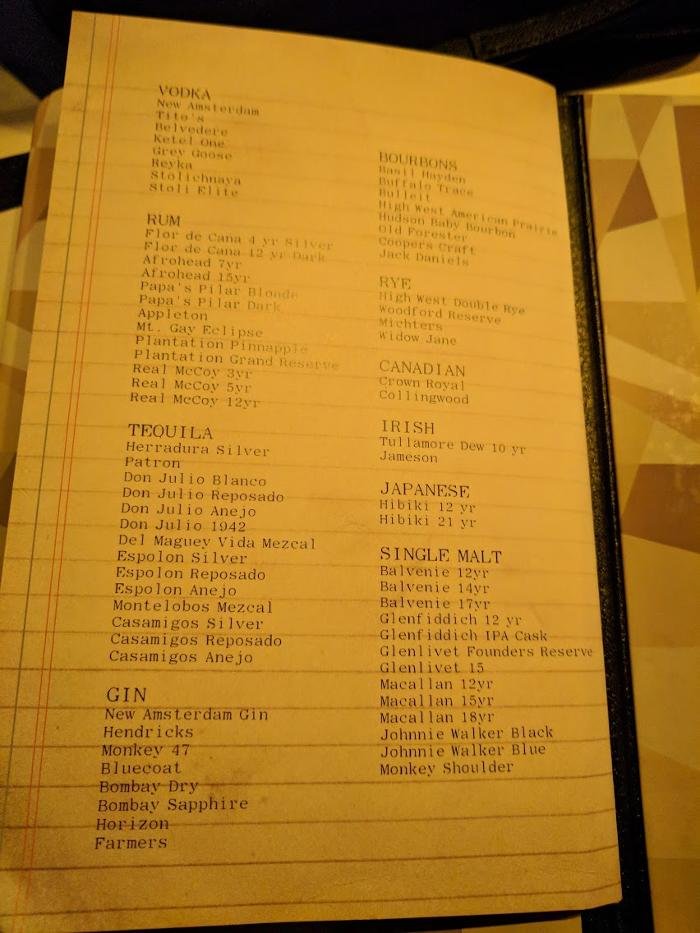 VODKA
New Amsterdam
Tito's
Belvedere
Ketel One
Grey Goose
Reyka
Stolichnaya
Stoli Elite
RUM
Flor de Cana 4 yr Silver
Flor de Cana 12 yr Dark
Afrohead 7yr
Afrohead 15yr
Papa's Pilar Blonde
Papa's Pilar Dark
Appleton
Mt. Gay Eclipse
Plantation Pinnapple
Plantation Grand Reserve
Real McCoy 3yr
Real McCoy 5yr
Real McCoy 12yr
TEQUILA
Herradura Silver
Patron
Don Julio Blanco
Don Julio Reposado
Don Julio Anejo
Don Julio 1942
Del Maguey Vida Mezcal
Espolon Silver
Espolon Reposado
Espolon Anejo
Montelobos Mezcal
Casamigos Silver
Casamigos Reposado
Casamigos Anejo
GIN
New Amsterdam Gin
Hendricks
Monkey 47
Bluecoat
Bombay Dry
Bombay Sapphire
Horizon
Farmers
BOURBONS
Basil Hayden
Buffalo Trace
Bulleit
High West American Prairie
Hudson Baby Bourbon
Old Forester
Coopers Craft
Jack Daniels
RYE
High West Double Rye
Woodford Reserve
Michters
Widow Jane
CANADIAN
Crown Royal
Collingwood
IRISH
Tullamore Dew 10 yr
Jameson
JAPANESE
Hibiki 12 yr
Hibiki 21 yr
SINGLE MALT
Balvenie 12yr
Balvenie 14yr
Balvenie 17yr
Glenfiddich 12 yr
Glenfiddich IPA Cask
Glenlivet Founders Reserve
Glenlivet 15
Macallan 12yr
Macallan 15yr
Macallan 18yr
Johnnie Walker Black
Johnnie Walker Blue
Monkey Shoulder